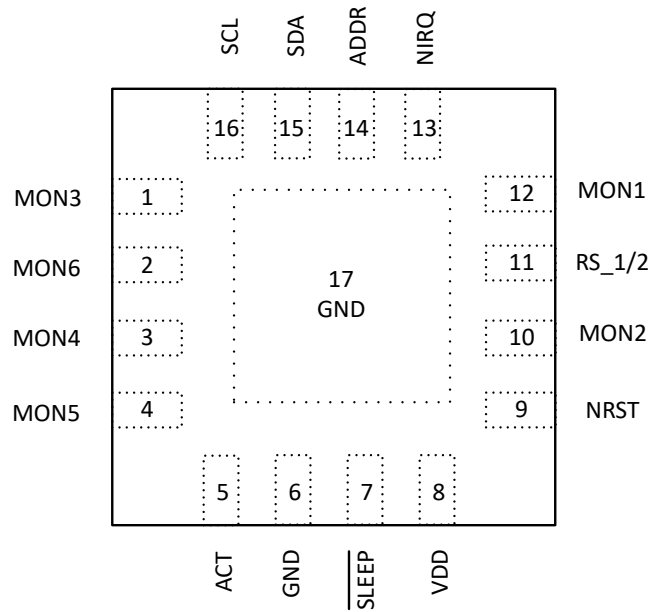 SCL SDA ADDR NIRQ
16 15 14 13
MON3 1 12 MON1
MON6 2 17 11 RS_1/2
GND
MON4 3 10 MON2
MON5 4 9 NRST
5 6 7 8
ACT GND SLEEP VDD